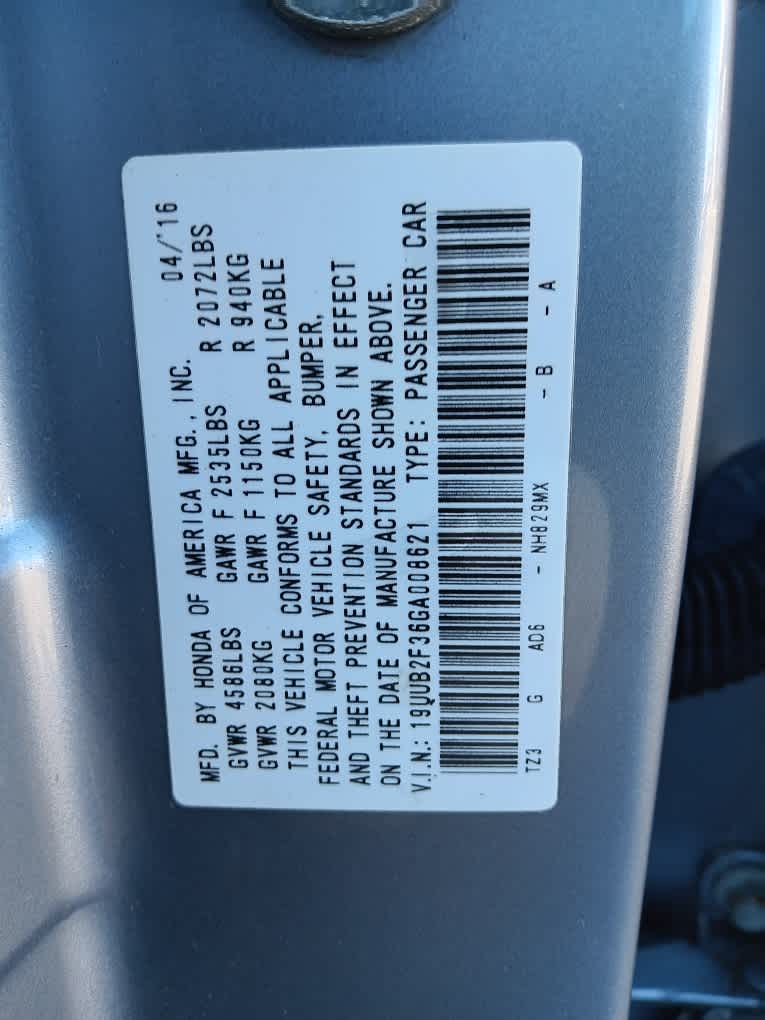 MFD. BY HONDA OF AMERICA MFG., INC. 04/'16
GVWR 4586LBS GAWR F 2535LBS R 2072LBS
GVWR 2080KG GAWR F 1150KG R 940KG
THIS VEHICLE CONFORMS TO ALL APPLICABLE
FEDERAL MOTOR VEHICLE SAFETY, BUMPER,
AND THEFT PREVENTION STANDARDS IN EFFECT
ON THE DATE OF MANUFACTURE SHOWN ABOVE.
V.I.N.: 19UUB2F36GA008621 TYPE: PASSENGER CAR
TZ3 G AD6 - NH829MX - B - A